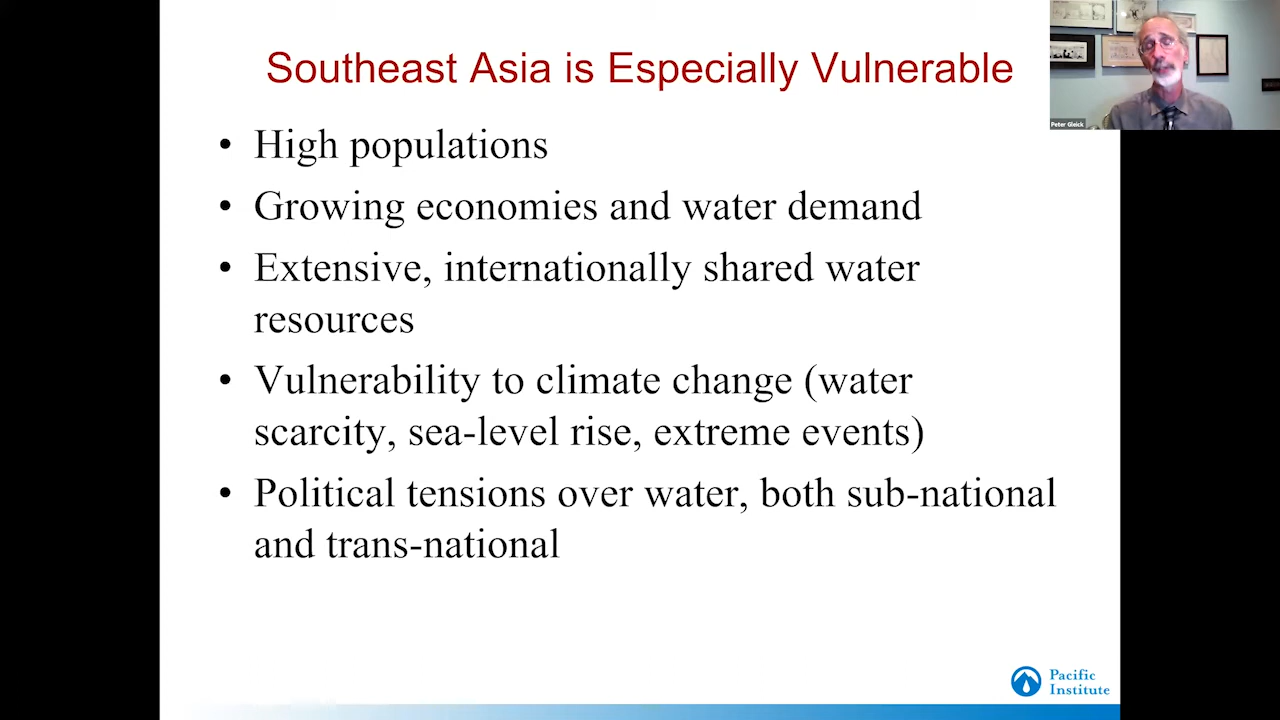 Southeast Asia is Especially Vulnerable
Peter Gleick
• High populations
• Growing economies and water demand
• Extensive, internationally shared water
resources
• Vulnerability to climate change (water
scarcity, sea-level rise, extreme events)
• Political tensions over water, both sub-national
and trans-national
Pacific
Institute